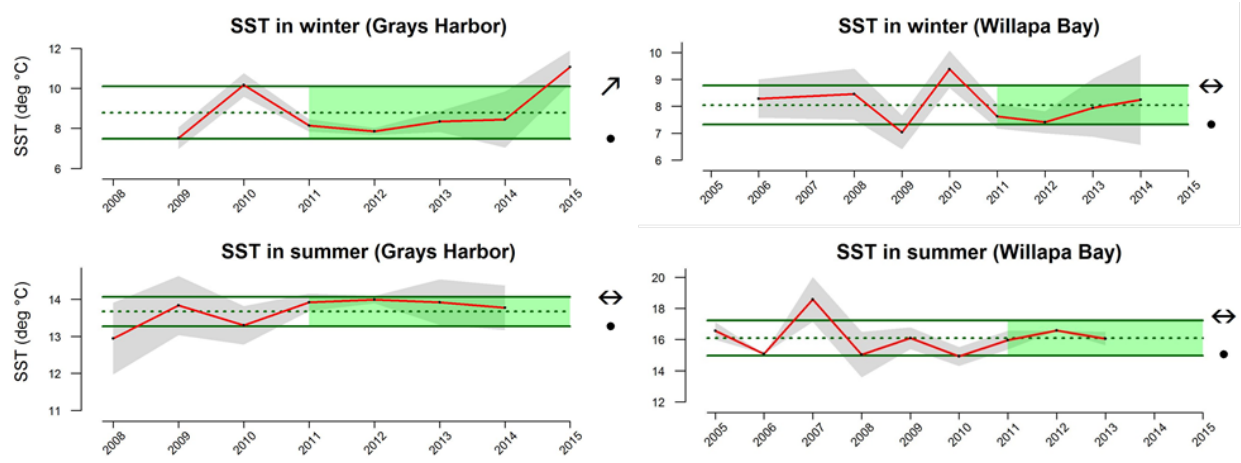 SST in winter (Grays Harbor)
SST (deg °C)
12
10
8
6
2008 2009 2010 2011 2012 2013 2014 2015
SST in winter (Willapa Bay)
10
9
8
7
6
2005 2006 2007 2008 2009 2010 2011 2012 2013 2014 2015
SST in summer (Grays Harbor)
SST (deg °C)
14
13
12
11
2008 2009 2010 2011 2012 2013 2014 2015
SST in summer (Willapa Bay)
20
18
16
14
12
2005 2006 2007 2008 2009 2010 2011 2012 2013 2014 2015